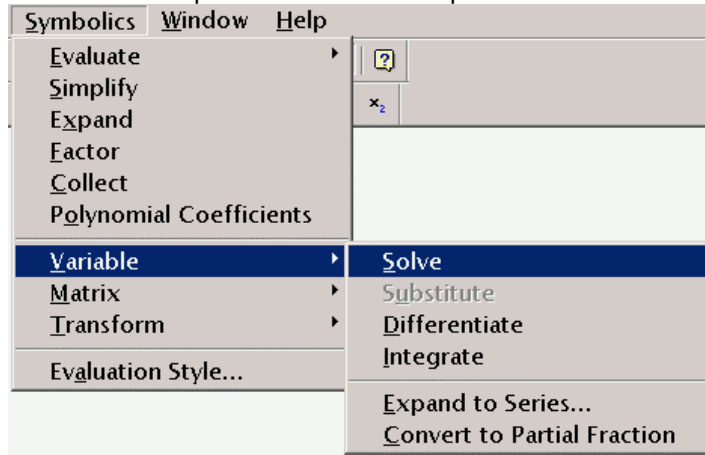 Symbolics Window Help
Evaluate
Simplify
Expand
Factor
Collect
Polynomial Coefficients
Variable
Matrix
Transform
Evaluation Style...
x₂
Solve
Substitute
Differentiate
Integrate
Expand to Series...
Convert to Partial Fraction